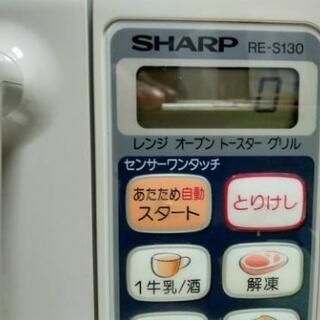 SHARP RE-S130
0
レンジ オーブン トースター グリル
センサーワンタッチ
あたため自動 とりけし
スタート
1牛乳/酒 解凍